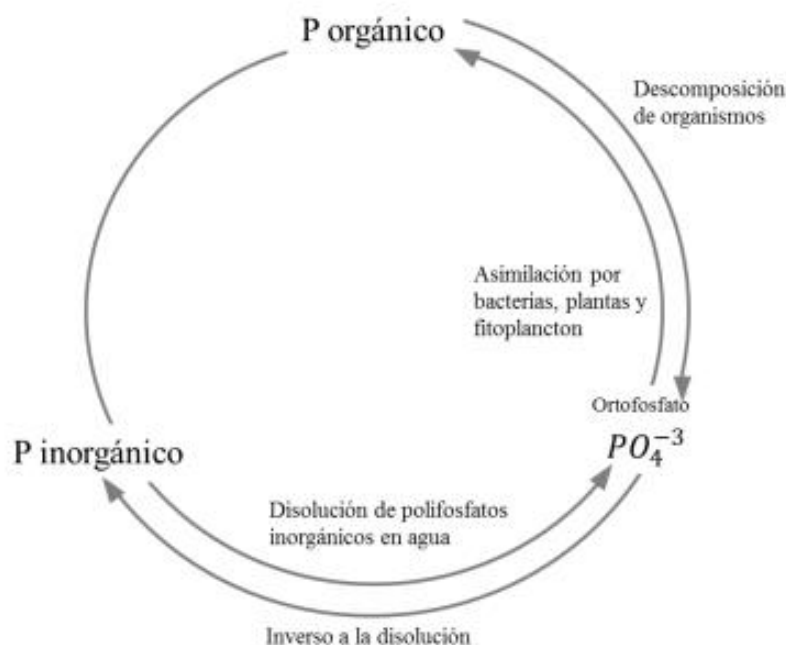 P orgánico
Descomposición
de organismos
Asimilación por
bacterias, plantas y
fitoplancton
Ortofosfato
P inorgánico
PO₄⁻³
Disolución de polifosfatos
inorgánicos en agua
Inverso a la disolución